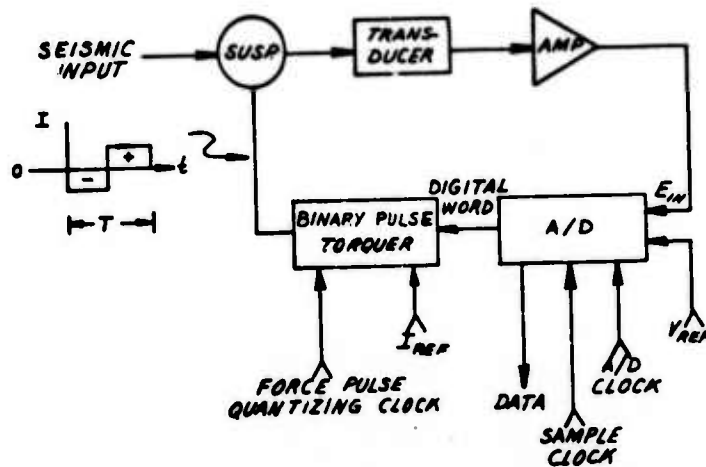 SEISMIC
INPUT
SUSP.
TRANS-
DUCER
AMP
I
0
-
+
t
T
BINARY PULSE
TORQUER
DIGITAL
WORD
A/D
E_IN
V_REF
I_REF
FORCE PULSE
QUANTIZING CLOCK
DATA
A/D
CLOCK
SAMPLE
CLOCK